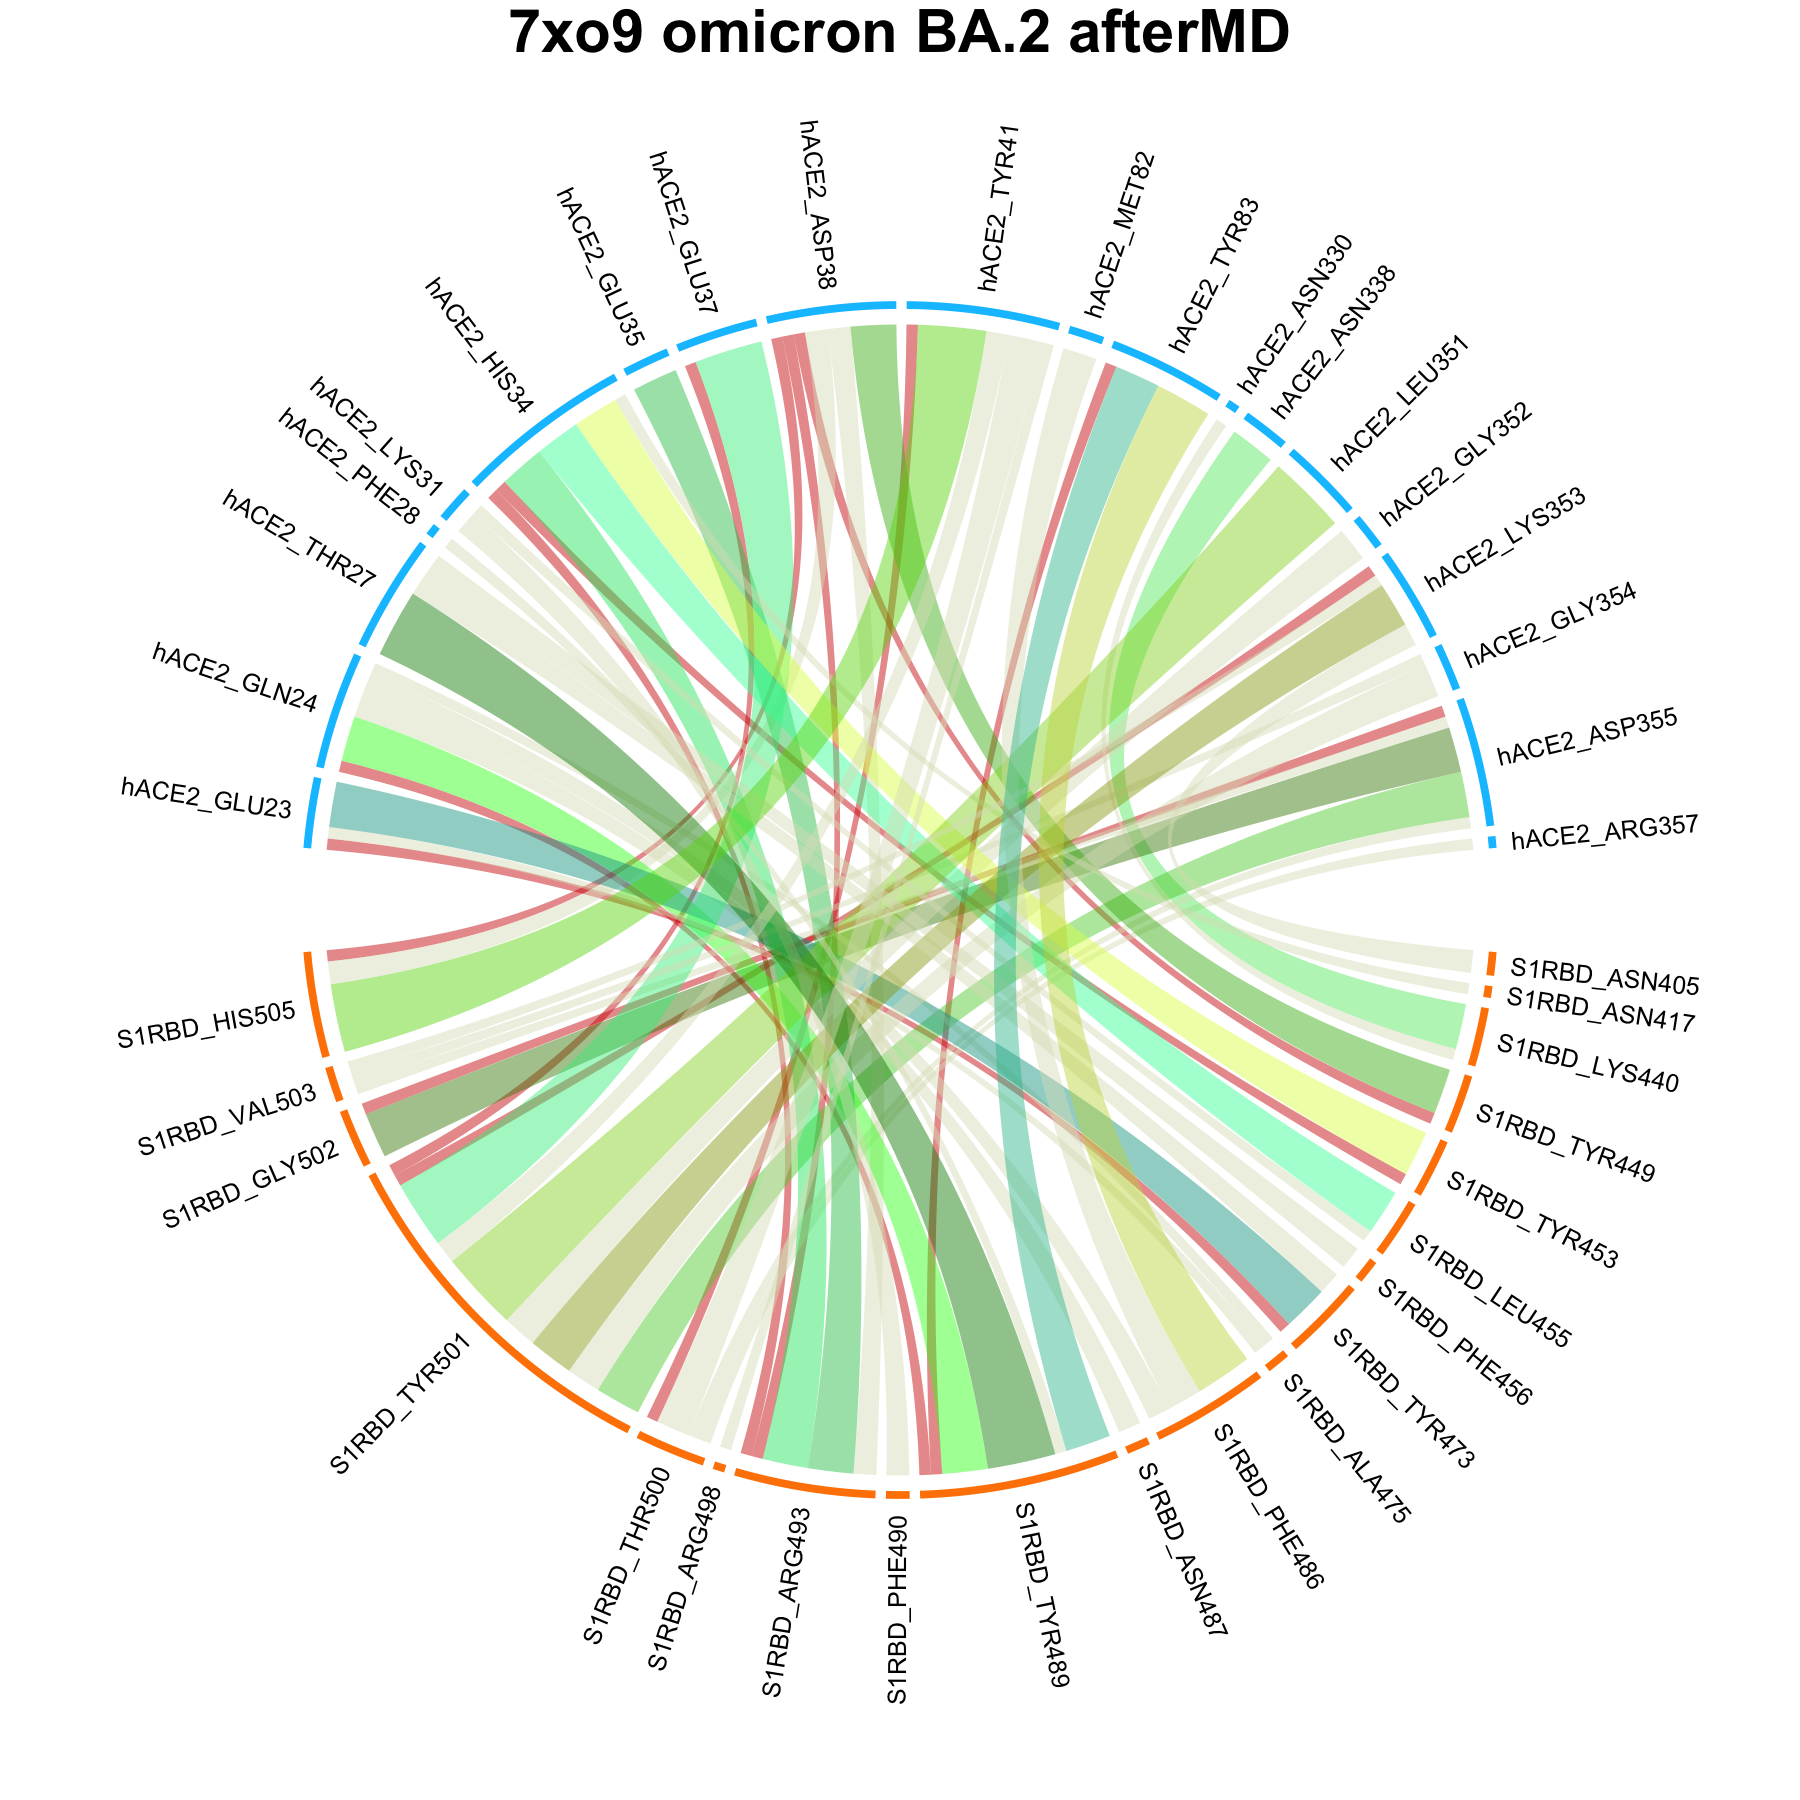 7xo9 omicron BA.2 afterMD
hACE2_GLU23
hACE2_GLN24
hACE2_THR27
hACE2_PHE28
hACE2_LYS31
hACE2_HIS34
hACE2_GLU35
hACE2_GLU37
hACE2_ASP38
hACE2_TYR41
hACE2_MET82
hACE2_TYR83
hACE2_ASN330
hACE2_ASN338
hACE2_LEU351
hACE2_GLY352
hACE2_LYS353
hACE2_GLY354
hACE2_ASP355
hACE2_ARG357
S1RBD_ASN405
S1RBD_ASN417
S1RBD_LYS440
S1RBD_TYR449
S1RBD_TYR453
S1RBD_LEU455
S1RBD_PHE456
S1RBD_TYR473
S1RBD_ALA475
S1RBD_PHE486
S1RBD_ASN487
S1RBD_TYR489
S1RBD_PHE490
S1RBD_ARG493
S1RBD_ARG498
S1RBD_THR500
S1RBD_TYR501
S1RBD_GLY502
S1RBD_VAL503
S1RBD_HIS505